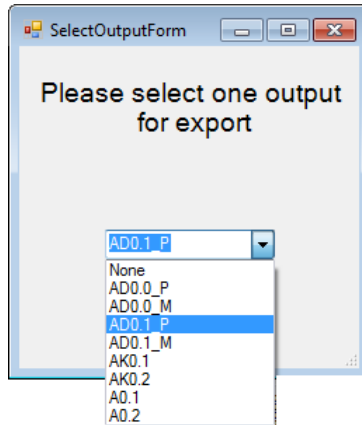 SelectOutputForm
Please select one output
for export
AD0.1_P
None
AD0.0_P
AD0.0_M
AD0.1_P
AD0.1_M
AK0.1
AK0.2
A0.1
A0.2